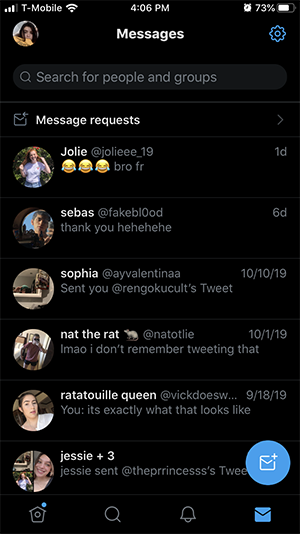 T-Mobile 4:06 PM 73%
Messages
Search for people and groups
Message requests
Jolie @jolieee_19 1d
😂😂😂 bro fr
sebas @fakebl0od 6d
thank you hehehehe
sophia @ayvalentinaa 10/10/19
Sent you @rengokucult's Tweet
nat the rat 🐀 @natotlie 10/1/19
lmao i don't remember tweeting that
ratatouille queen @vickdoesw... 9/18/19
You: its exactly what that looks like
jessie + 3
jessie sent @theprrincesss's Twee